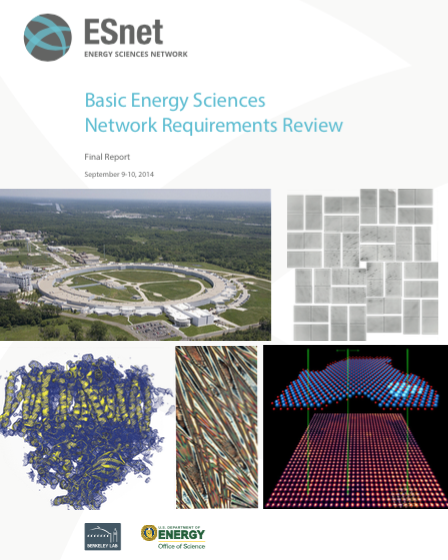 ESnet
ENERGY SCIENCES NETWORK
Basic Energy Sciences
Network Requirements Review
Final Report
September 9-10, 2014
BERKELEY LAB
U.S. DEPARTMENT OF
ENERGY
Office of Science